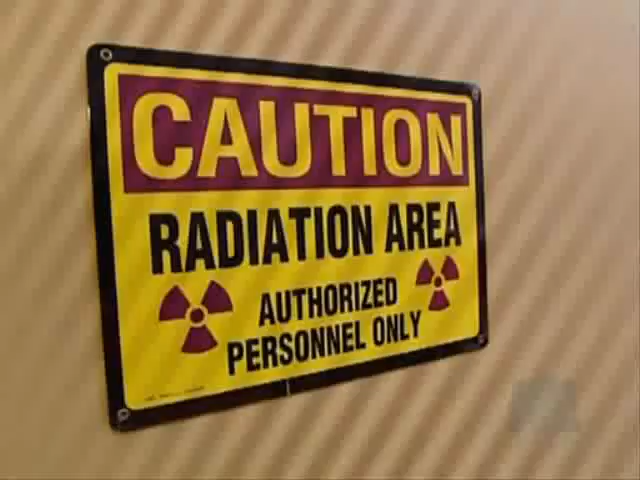 CAUTION
RADIATION AREA
AUTHORIZED
PERSONNEL ONLY